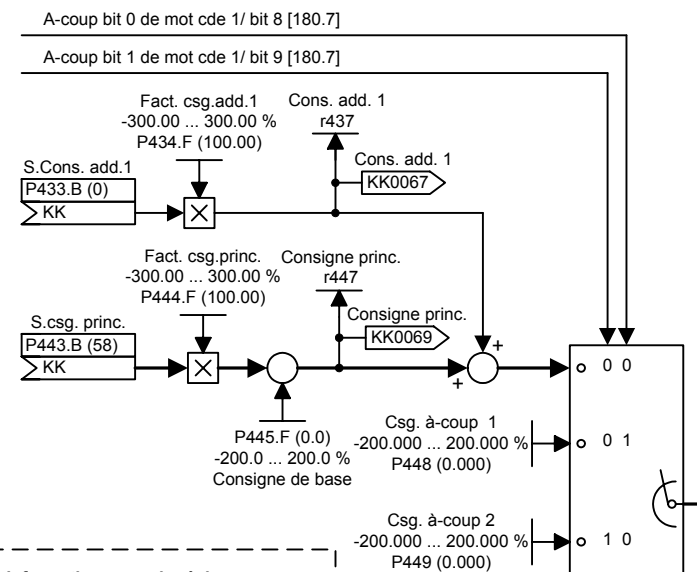 A-coup bit 0 de mot cde 1/ bit 8 [180.7]
A-coup bit 1 de mot cde 1/ bit 9 [180.7]
Fact. csg.add.1
-300.00 ... 300.00 %
P434.F (100.00)
Cons. add. 1
r437
S.Cons. add.1
P433.B (0)
KK
Cons. add. 1
KK0067
Fact. csg.princ.
-300.00 ... 300.00 %
P444.F (100.00)
Consigne princ.
r447
S.csg. princ.
P443.B (58)
KK
Consigne princ.
KK0069
+
+
0 0
P445.F (0.0)
-200.0 ... 200.0 %
Consigne de base
Csg. à-coup 1
-200.000 ... 200.000 %
P448 (0.000)
0 1
Csg. à-coup 2
-200.000 ... 200.000 %
P449 (0.000)
1 0